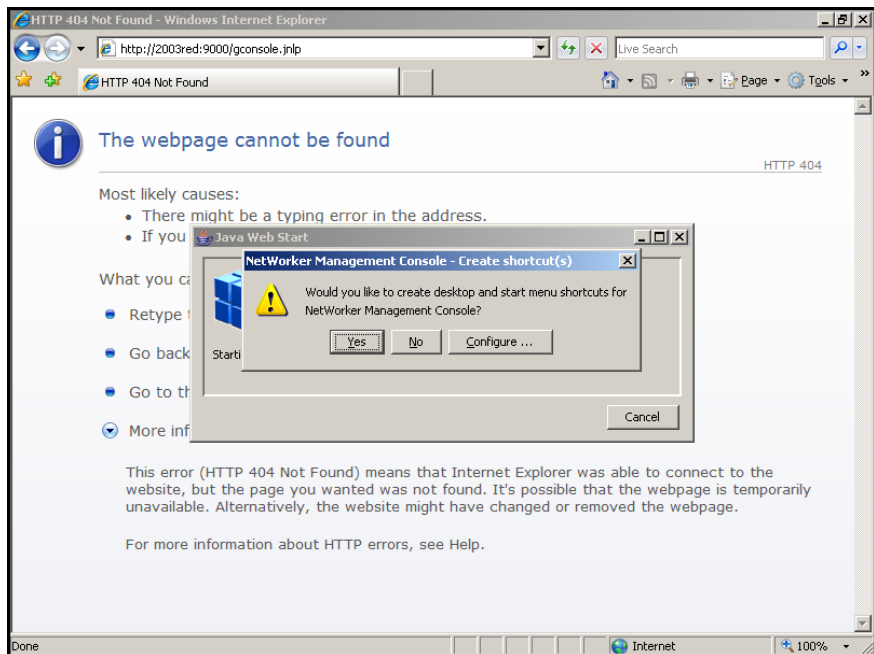 HTTP 404 Not Found - Windows Internet Explorer
http://2003red:9000/gconsole.jnlp
Live Search
HTTP 404 Not Found
Page
Tools
The webpage cannot be found
HTTP 404
Most likely causes:
There might be a typing error in the address.
If you
Java Web Start
NetWorker Management Console - Create shortcut(s)
What you ca
Would you like to create desktop and start menu shortcuts for
NetWorker Management Console?
Retype
Yes No Configure ...
Go back
Starti
Go to th
Cancel
More inf
This error (HTTP 404 Not Found) means that Internet Explorer was able to connect to the
website, but the page you wanted was not found. It's possible that the webpage is temporarily
unavailable. Alternatively, the website might have changed or removed the webpage.
For more information about HTTP errors, see Help.
Done
Internet
100%